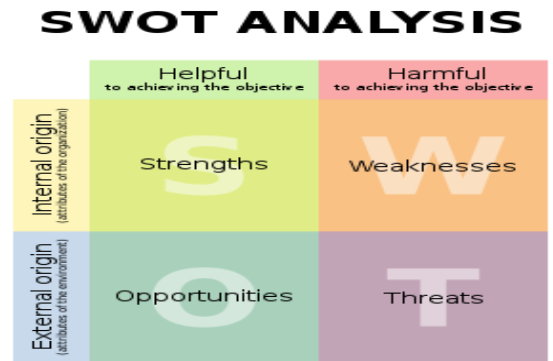 SWOT ANALYSIS
Helpful
to achieving the objective
Harmful
to achieving the objective
Internal origin
(attributes of the organization)
S
Strengths
W
Weaknesses
External origin
(attributes of the environment)
O
Opportunities
T
Threats